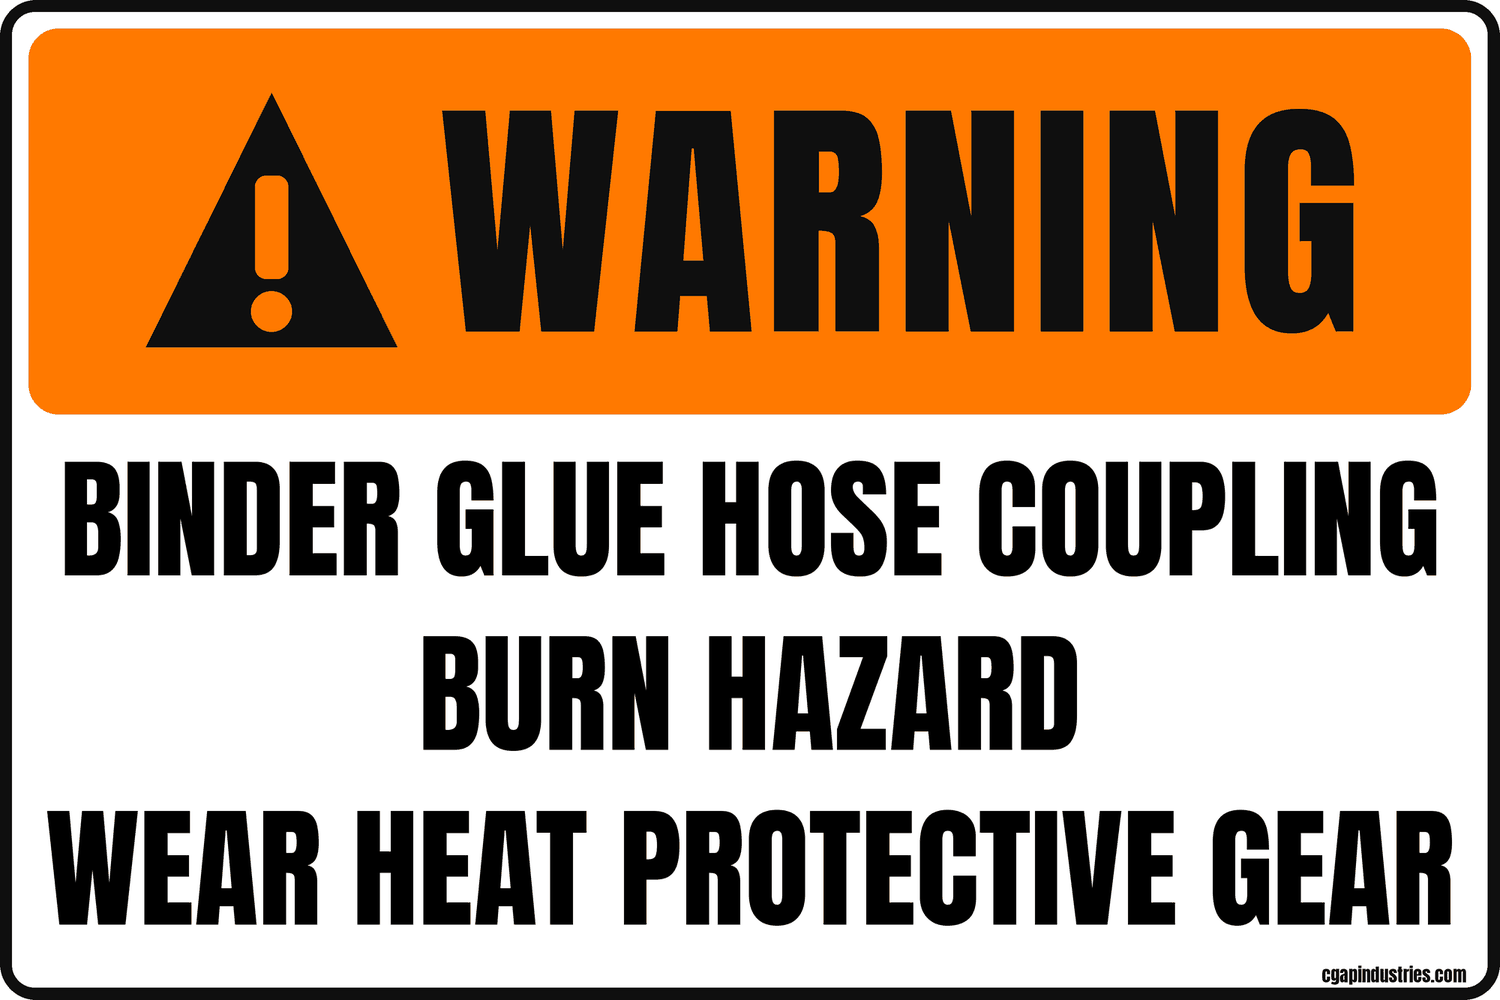 WARNING
BINDER GLUE HOSE COUPLING
BURN HAZARD
WEAR HEAT PROTECTIVE GEAR
cgapindustries.com